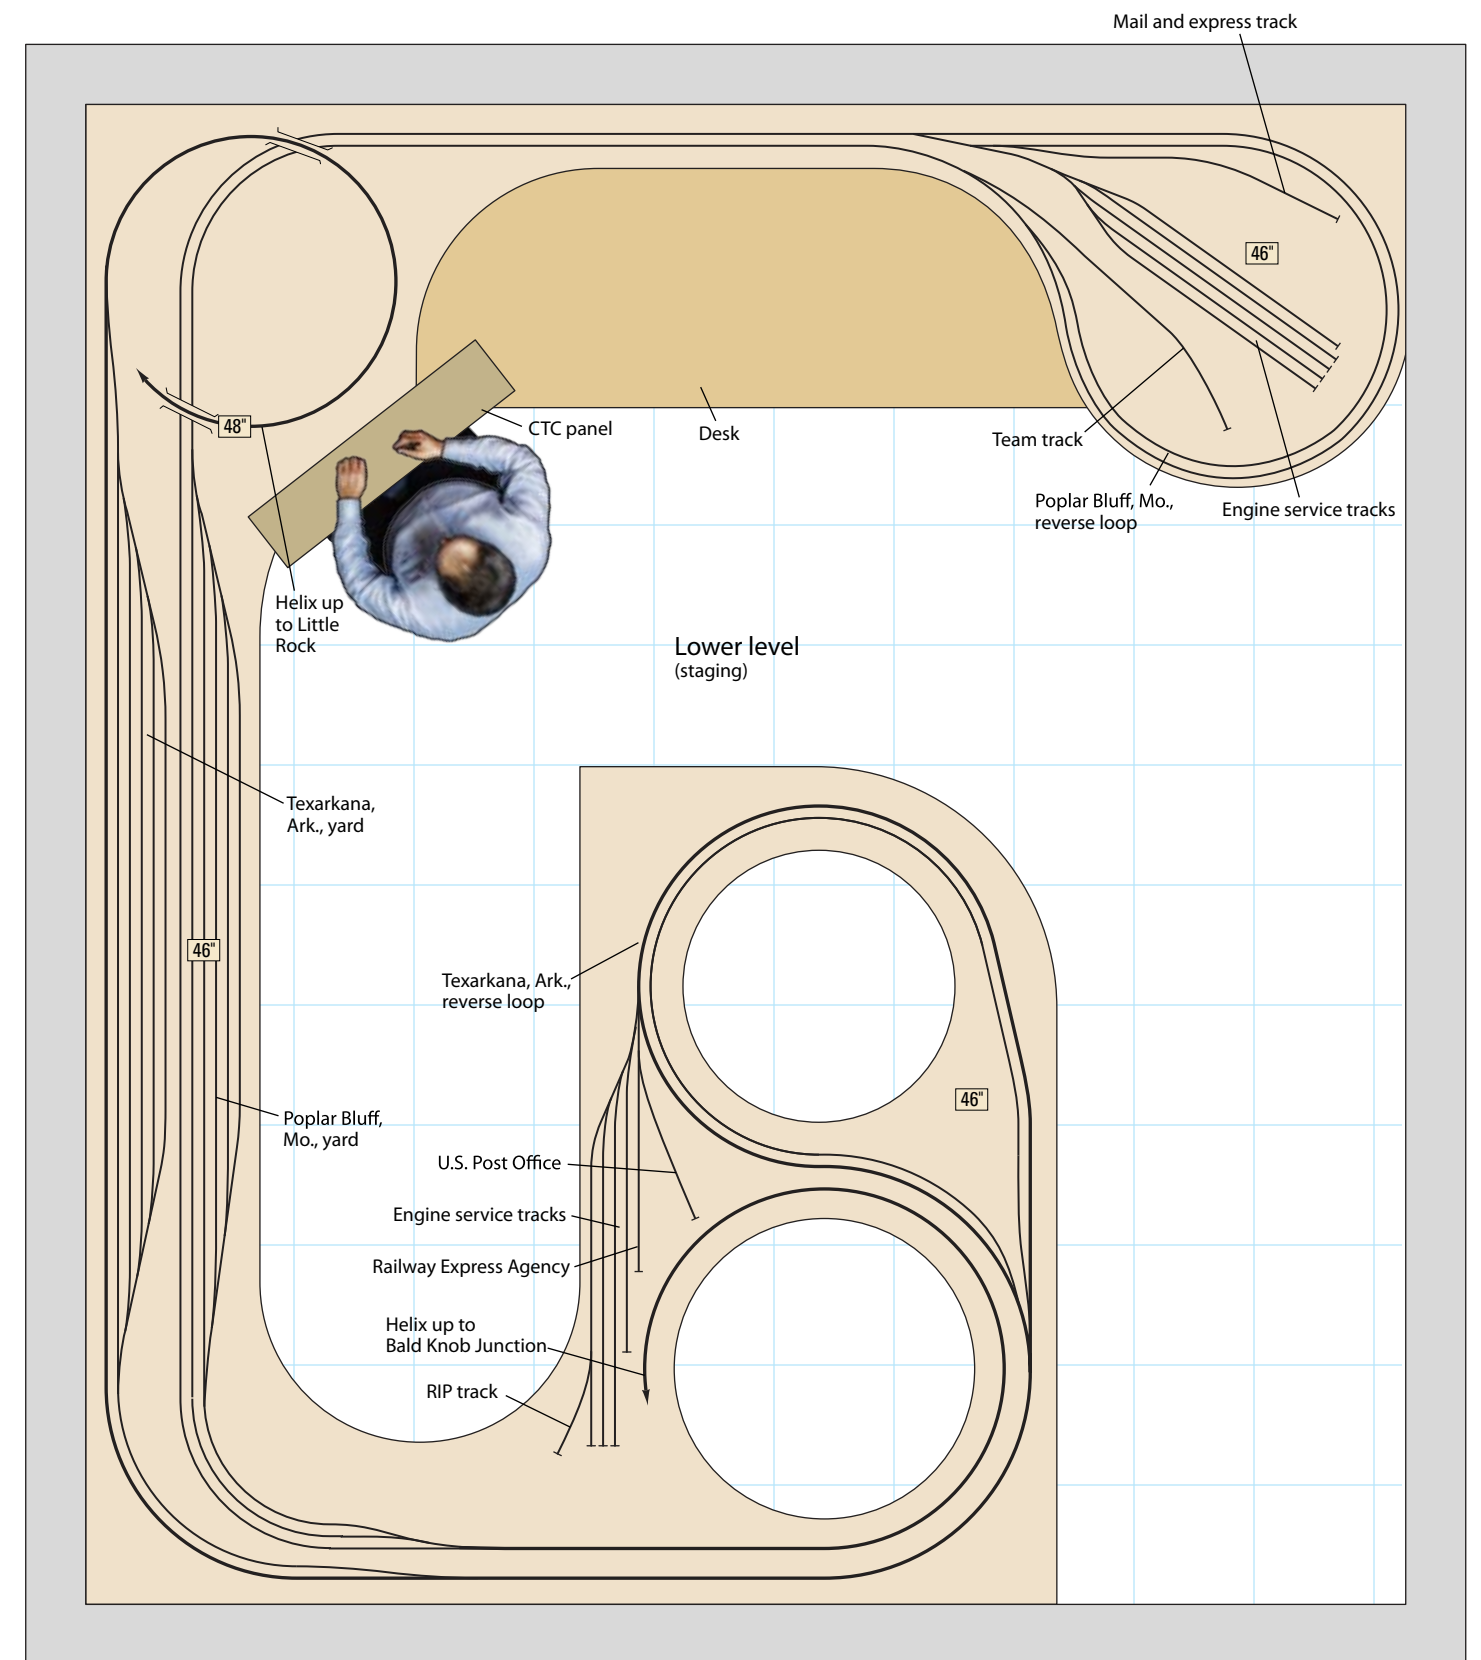 Mail and express track
46"
48"
CTC panel
Desk
Team track
Poplar Bluff, Mo.,
reverse loop
Engine service tracks
Helix up
to Little
Rock
Lower level
(staging)
Texarkana,
Ark., yard
46"
Texarkana, Ark.,
reverse loop
46"
Poplar Bluff,
Mo., yard
U.S. Post Office
Engine service tracks
Railway Express Agency
Helix up to
Bald Knob Junction
RIP track